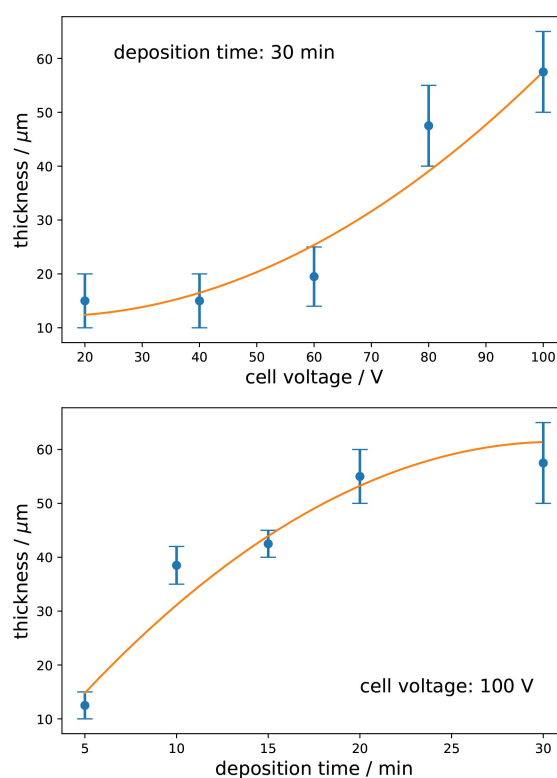 deposition time: 30 min
60
50
40
30
20
10
thickness / μm
20 30 40 50 60 70 80 90 100
cell voltage / V
60
50
40
30
20
10
thickness / μm
cell voltage: 100 V
5 10 15 20 25 30
deposition time / min